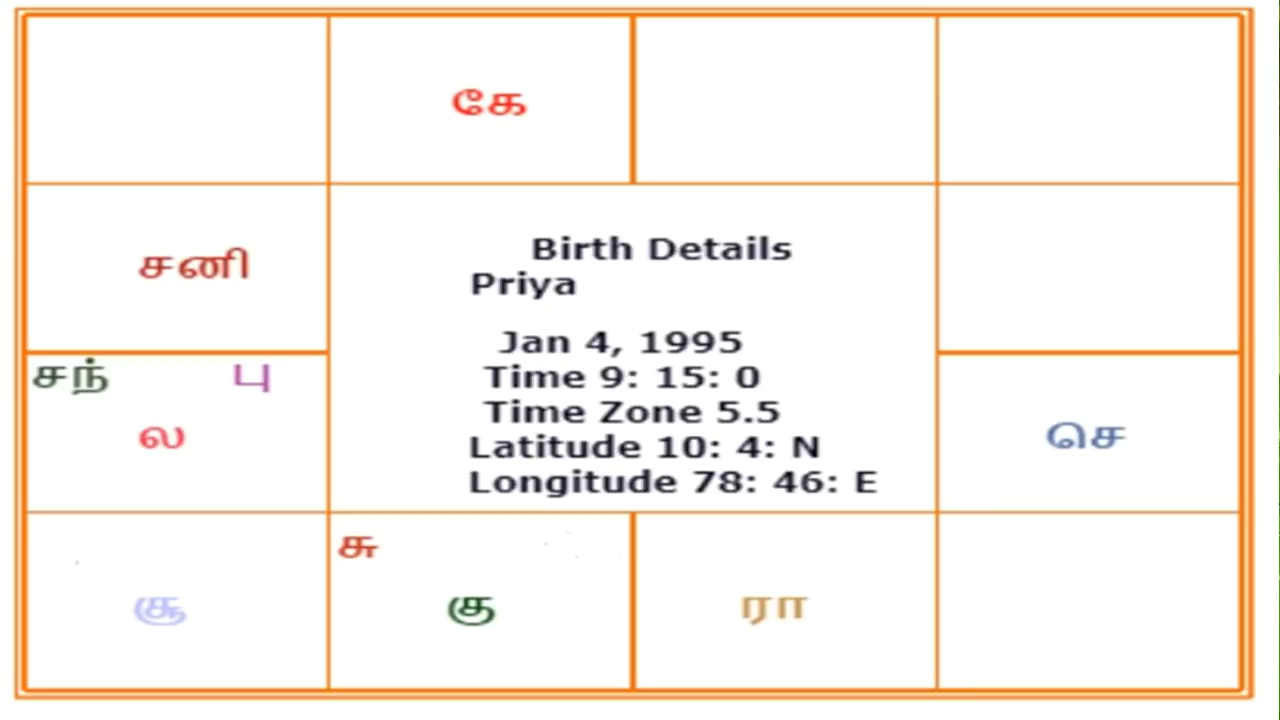 கே
சனி
Birth Details
Priya
Jan 4, 1995
Time 9: 15: 0
Time Zone 5.5
Latitude 10: 4: N
Longitude 78: 46: E
சந் பு
ல
செ
சு
சூ
கு
ரா